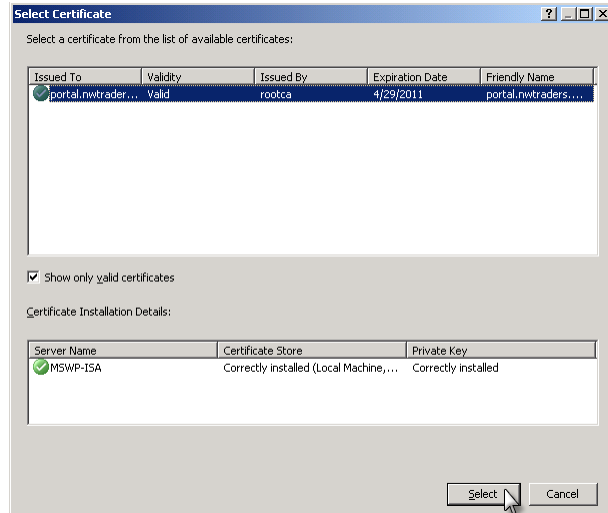 Select Certificate
Select a certificate from the list of available certificates:
Issued To Validity Issued By Expiration Date Friendly Name
portal.nwtrader... Valid rootca 4/29/2011 portal.nwtraders....
Show only valid certificates
Certificate Installation Details:
Server Name Certificate Store Private Key
MSWP-ISA Correctly installed (Local Machine,... Correctly installed
Select Cancel